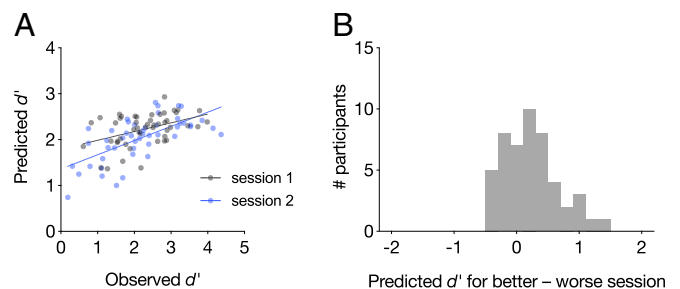 A
B
4
3
2
1
0
Predicted d'
session 1
session 2
0 1 2 3 4 5
Observed d'
15
10
5
0
# participants
-2 -1 0 1 2
Predicted d' for better – worse session